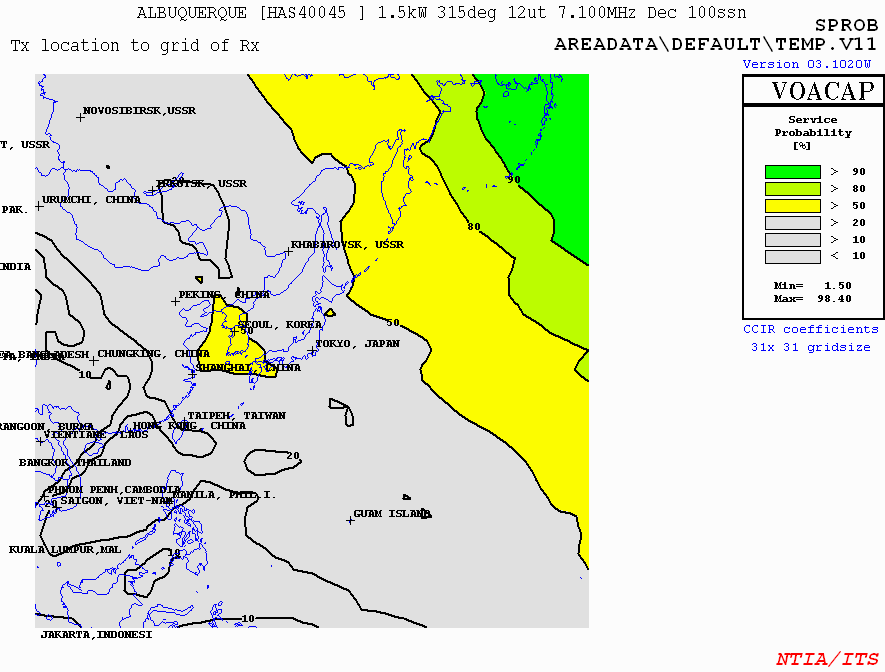 ALBUQUERQUE [HAS40045 ] 1.5kW 315deg 12ut 7.100MHz Dec 100ssn
SPROB
Tx location to grid of Rx
AREADATA\DEFAULT\TEMP.V11
Version 03.1020W
VOACAP
Service
Probability
[%]
> 90
> 80
> 50
> 20
> 10
< 10
Min= 1.50
Max= 98.40
CCIR coefficients
31x 31 gridsize
NOVOSIBIRSK,USSR
T, USSR
USSR
URUMCHI, CHINA
PAK.
90
80
KHABAROVSK, USSR
INDIA
PEKING, CHINA
SEOUL, KOREA
50
50
TOKYO, JAPAN
BANGLADESH
CHUNGKING, CHINA
INDIA
SHANGHAI, CHINA
10
TAIPEH, TAIWAN
RANGOON, BURMA
HONG KONG, CHINA
VIENTIANE LAOS
20
BANGKOK THAILAND
PHNOM PENH,CAMBODIA
MANILA, PHIL.I.
20
SAIGON, VIET-NAM
GUAM ISLAND
KUALA LUMPUR,MAL
10
10
JAKARTA,INDONESI
NTIA/ITS